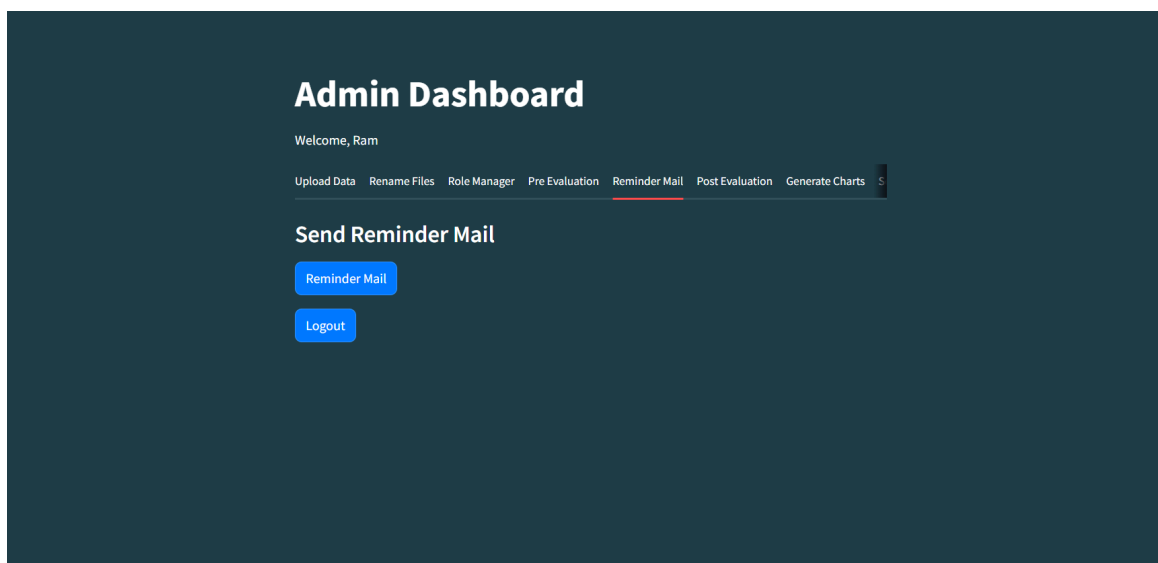 Admin Dashboard
Welcome, Ram
Upload Data Rename Files Role Manager Pre Evaluation Reminder Mail Post Evaluation Generate Charts S
Send Reminder Mail
Reminder Mail
Logout